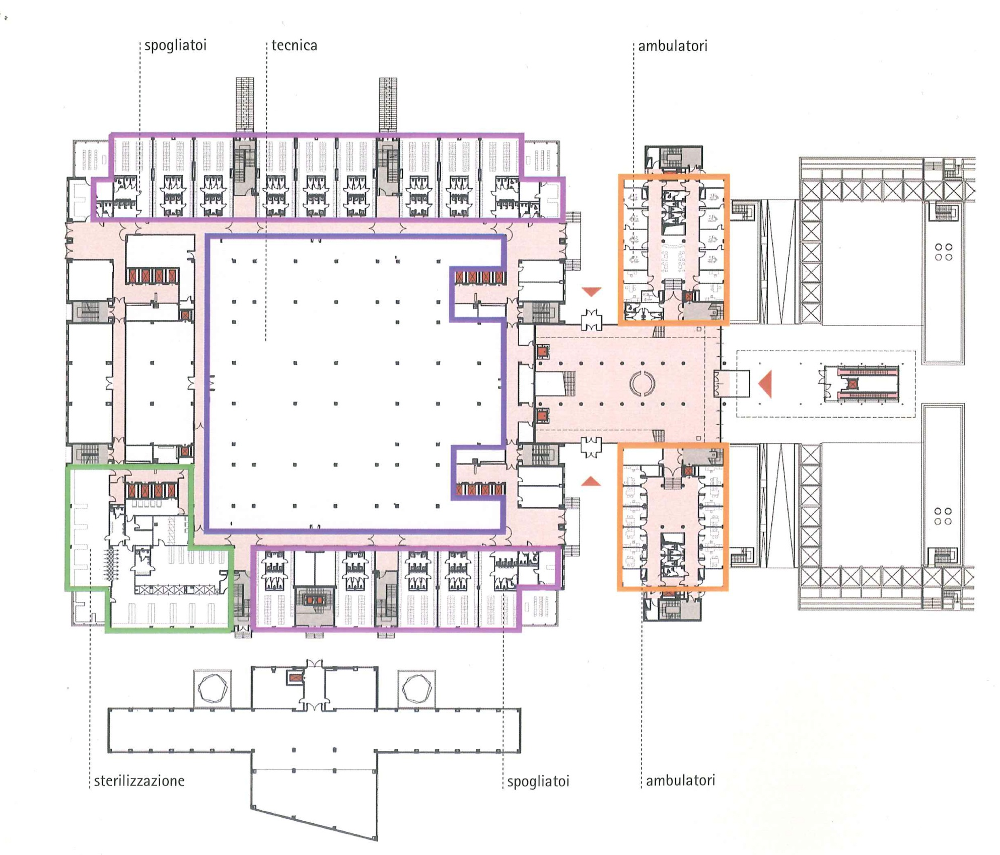 spogliatoi
tecnica
ambulatori
sterilizzazione
spogliatoi
ambulatori